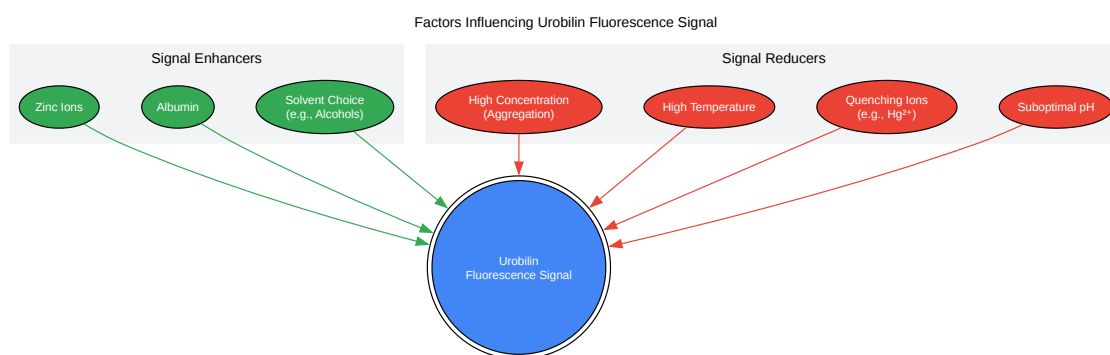 Factors Influencing Urobilin Fluorescence Signal
Signal Enhancers
Signal Reducers
Zinc Ions
Albumin
Solvent Choice
(e.g., Alcohols)
High Concentration
(Aggregation)
High Temperature
Quenching Ions
(e.g., Hg²⁺)
Suboptimal pH
Urobilin
Fluorescence Signal